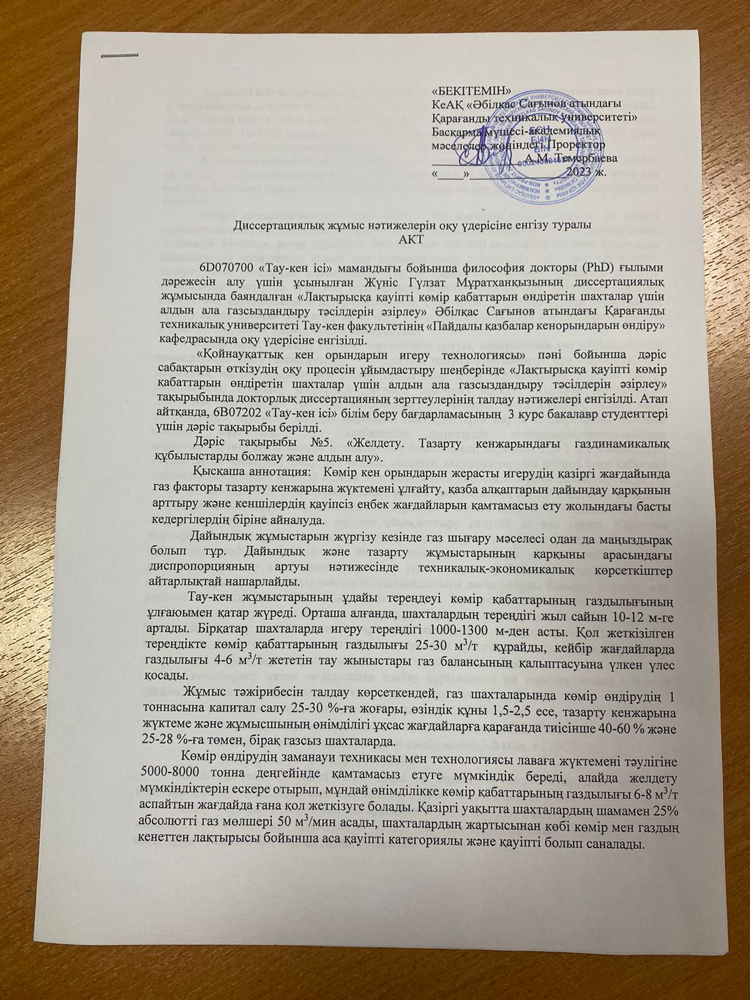 «БЕКІТЕМІН»
КеАҚ «Әбілқас Сағынов атындағы
Қарағанды техникалық университеті»
Басқарма мүшесі-академиялық
мәселелер жөніндегі Проректор
А.М. Темербаева
«____»________________2023 ж.
БСН
БИН
BIN
Диссертациялық жұмыс нәтижелерін оқу үдерісіне енгізу туралы
АКТ
6D070700 «Тау-кен ісі» мамандығы бойынша философия докторы (PhD) ғылыми
дәрежесін алу үшін ұсынылған Жүніс Гүлзат Мұратханқызының диссертациялық
жұмысында баяндалған «Лақтырысқа қауіпті көмір қабаттарын өндіретін шахталар үшін
алдын ала газсыздандыру тәсілдерін әзірлеу» Әбілқас Сағынов атындағы Қарағанды
техникалық университеті Тау-кен факультетінің «Пайдалы қазбалар кенорындарын өндіру»
кафедрасында оқу үдерісіне енгізілді.
«Қойнауқаттық кен орындарын игеру технологиясы» пәні бойынша дәріс
сабақтарын өткізудің оқу процесін ұйымдастыру шеңберінде «Лақтырысқа қауіпті көмір
қабаттарын өндіретін шахталар үшін алдын ала газсыздандыру тәсілдерін әзірлеу»
тақырыбында докторлық диссертацияның зерттеулерінің талдау нәтижелері енгізілді. Атап
айтқанда, 6В07202 «Тау-кен ісі» білім беру бағдарламасының 3 курс бакалавр студенттері
үшін дәріс тақырыбы берілді.
Дәріс тақырыбы №5. «Желдету. Тазарту кенжарындағы газдинамикалық
құбылыстарды болжау және алдын алу».
Қысқаша аннотация: Көмір кен орындарын жерасты игерудің қазіргі жағдайында
газ факторы тазарту кенжарына жүктемені ұлғайту, қазба алқаптарын дайындау қарқынын
арттыру және кеншілердің қауіпсіз еңбек жағдайларын қамтамасыз ету жолындағы басты
кедергілердің біріне айналуда.
Дайындық жұмыстарын жүргізу кезінде газ шығару мәселесі одан да маңыздырақ
болып тұр. Дайындық және тазарту жұмыстарының қарқыны арасындағы
диспропорцияның артуы нәтижесінде техникалық-экономикалық көрсеткіштер
айтарлықтай нашарлайды.
Тау-кен жұмыстарының ұдайы тереңдеуі көмір қабаттарының газдылығының
ұлғаюымен қатар жүреді. Орташа алғанда, шахталардың тереңдігі жыл сайын 10-12 м-ге
артады. Бірқатар шахталарда игеру тереңдігі 1000-1300 м-ден асты. Қол жеткізілген
тереңдікте көмір қабаттарының газдылығы 25-30 м³/т құрайды, кейбір жағдайларда
газдылығы 4-6 м³/т жететін тау жыныстары газ балансының қалыптасуына үлкен үлес
қосады.
Жұмыс тәжірибесін талдау көрсеткендей, газ шахталарында көмір өндірудің 1
тоннасына капитал салу 25-30 %-ға жоғары, өзіндік құны 1,5-2,5 есе, тазарту кенжарына
жүктеме және жұмысшының өнімділігі ұқсас жағдайларға қарағанда тиісінше 40-60 % және
25-28 %-ға төмен, бірақ газсыз шахталарда.
Көмір өндірудің заманауи техникасы мен технологиясы лаваға жүктемені тәулігіне
5000-8000 тонна деңгейінде қамтамасыз етуге мүмкіндік береді, алайда желдету
мүмкіндіктерін ескере отырып, мұндай өнімділікке көмір қабаттарының газдылығы 6-8 м³/т
аспайтын жағдайда ғана қол жеткізуге болады. Қазіргі уақытта шахталардың шамамен 25%
абсолютті газ мөлшері 50 м³/мин асады, шахталардың жартысынан көбі көмір мен газдың
кенеттен лақтырысы бойынша аса қауіпті категориялы және қауіпті болып саналады.